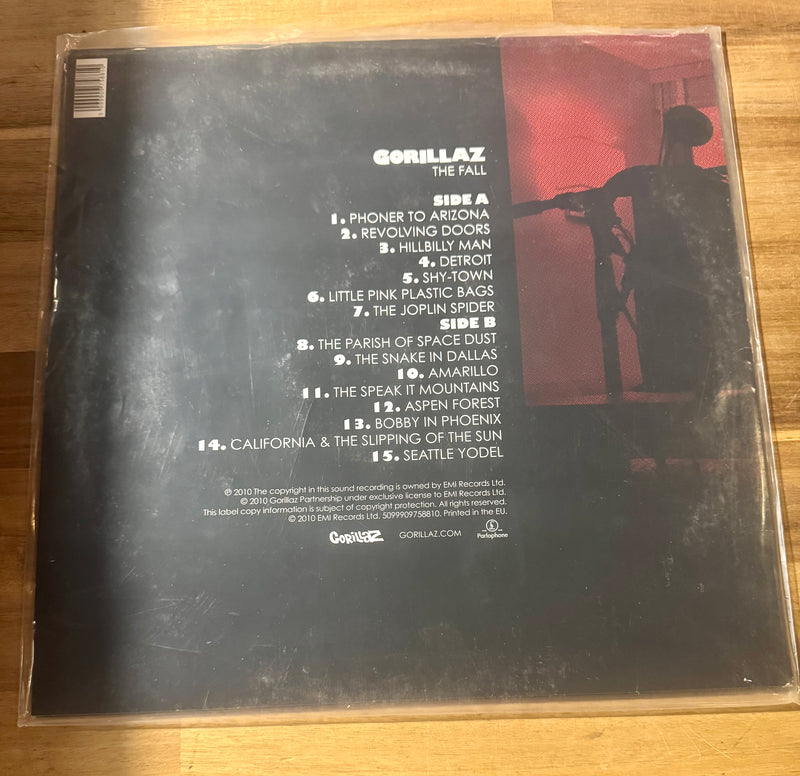 GORILLAZ
THE FALL
SIDE A
1. PHONER TO ARIZONA
2. REVOLVING DOORS
3. HILLBILLY MAN
4. DETROIT
5. SHY-TOWN
6. LITTLE PINK PLASTIC BAGS
7. THE JOPLIN SPIDER
SIDE B
8. THE PARISH OF SPACE DUST
9. THE SNAKE IN DALLAS
10. AMARILLO
11. THE SPEAK IT MOUNTAINS
12. ASPEN FOREST
13. BOBBY IN PHOENIX
14. CALIFORNIA & THE SLIPPING OF THE SUN
15. SEATTLE YODEL
℗ 2010 The copyright in this sound recording is owned by EMI Records Ltd.
© 2010 Gorillaz Partnership under exclusive license to EMI Records Ltd.
This label copy information is subject of copyright protection. All rights reserved.
© 2010 EMI Records Ltd. 5099909758810. Printed in the EU.
GORILLAZ GORILLAZ.COM Parlophone